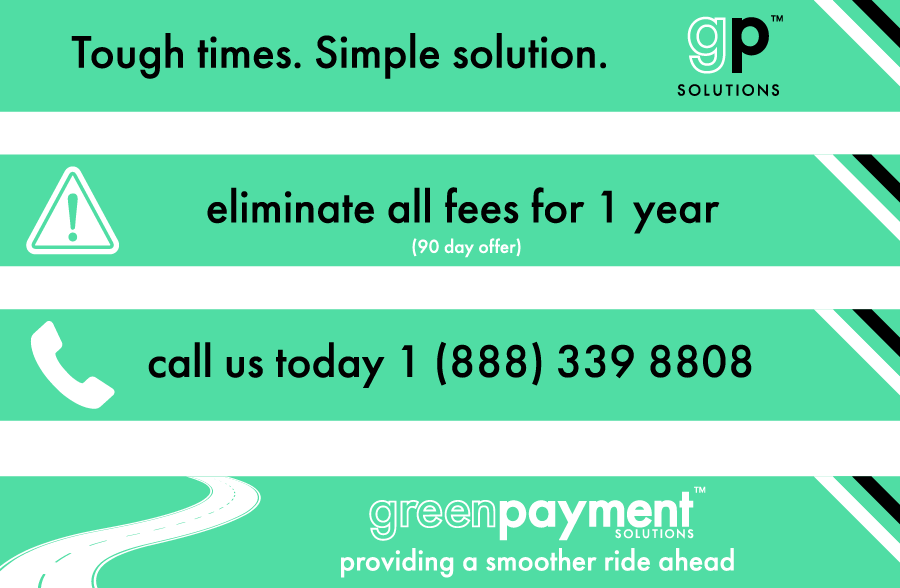 Tough times. Simple solution.
gp™
SOLUTIONS
eliminate all fees for 1 year
(90 day offer)
call us today 1 (888) 339 8808
greenpayment™
SOLUTIONS
providing a smoother ride ahead